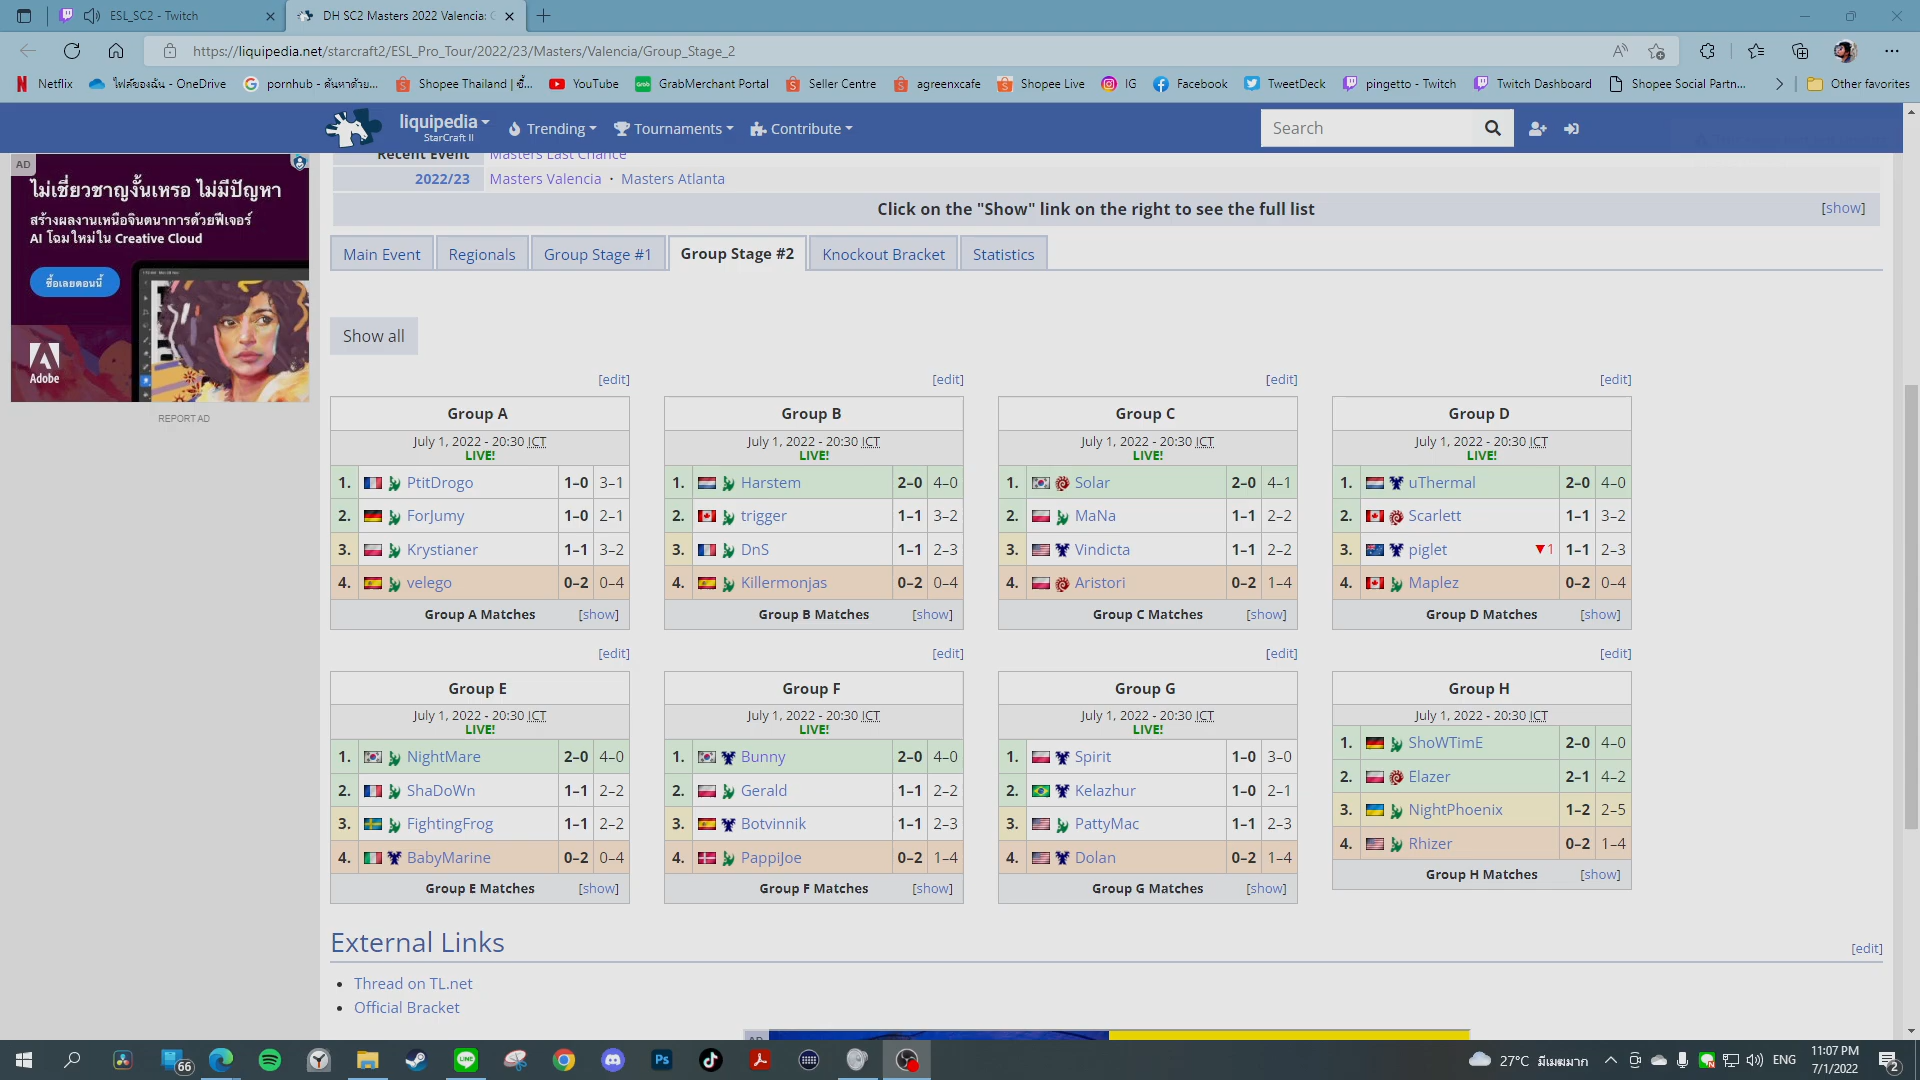 ESL_SC2 - Twitch
DH SC2 Masters 2022 Valencia: G
https://liquipedia.net/starcraft2/ESL_Pro_Tour/2022/23/Masters/Valencia/Group_Stage_2
Netflix ไฟล์ของฉัน - OneDrive pornhub - ค้นหาด้วย... Shopee Thailand | ซื้... YouTube GrabMerchant Portal Seller Centre agreenxcafe Shopee Live IG Facebook TweetDeck pingetto - Twitch Twitch Dashboard Shopee Social Partn... Other favorites
liquipedia
StarCraft II
Trending Tournaments Contribute Search
AD
ไม่เชี่ยวชาญงั้นเหรอ ไม่มีปัญหา
สร้างผลงานเหนือจินตนาการด้วยฟีเจอร์
AI โฉมใหม่ใน Creative Cloud
ซื้อเลยตอนนี้
Adobe
REPORT AD
Recent Event Masters Last Chance
2022/23 Masters Valencia · Masters Atlanta
Click on the "Show" link on the right to see the full list [show]
Main Event Regionals Group Stage #1 Group Stage #2 Knockout Bracket Statistics
Show all
[edit] [edit] [edit] [edit]
Group A
July 1, 2022 - 20:30 ICT
LIVE!
1. PtitDrogo 1–0 3–1
2. ForJumy 1–0 2–1
3. Krystianer 1–1 3–2
4. velego 0–2 0–4
Group A Matches [show]
Group B
July 1, 2022 - 20:30 ICT
LIVE!
1. Harstem 2–0 4–0
2. trigger 1–1 3–2
3. DnS 1–1 2–3
4. Killermonjas 0–2 0–4
Group B Matches [show]
Group C
July 1, 2022 - 20:30 ICT
LIVE!
1. Solar 2–0 4–1
2. MaNa 1–1 2–2
3. Vindicta 1–1 2–2
4. Aristori 0–2 1–4
Group C Matches [show]
Group D
July 1, 2022 - 20:30 ICT
LIVE!
1. uThermal 2–0 4–0
2. Scarlett 1–1 3–2
3. piglet ▼1 1–1 2–3
4. Maplez 0–2 0–4
Group D Matches [show]
[edit] [edit] [edit] [edit]
Group E
July 1, 2022 - 20:30 ICT
LIVE!
1. NightMare 2–0 4–0
2. ShaDoWn 1–1 2–2
3. FightingFrog 1–1 2–2
4. BabyMarine 0–2 0–4
Group E Matches [show]
Group F
July 1, 2022 - 20:30 ICT
LIVE!
1. Bunny 2–0 4–0
2. Gerald 1–1 2–2
3. Botvinnik 1–1 2–3
4. PappiJoe 0–2 1–4
Group F Matches [show]
Group G
July 1, 2022 - 20:30 ICT
LIVE!
1. Spirit 1–0 3–0
2. Kelazhur 1–0 2–1
3. PattyMac 1–1 2–3
4. Dolan 0–2 1–4
Group G Matches [show]
Group H
July 1, 2022 - 20:30 ICT
1. ShoWTimE 2–0 4–0
2. Elazer 2–1 4–2
3. NightPhoenix 1–2 2–5
4. Rhizer 0–2 1–4
Group H Matches [show]
External Links [edit]
Thread on TL.net
Official Bracket
66
LINE
Ps
27°C มีเมฆมาก
ENG
11:07 PM
7/1/2022
2